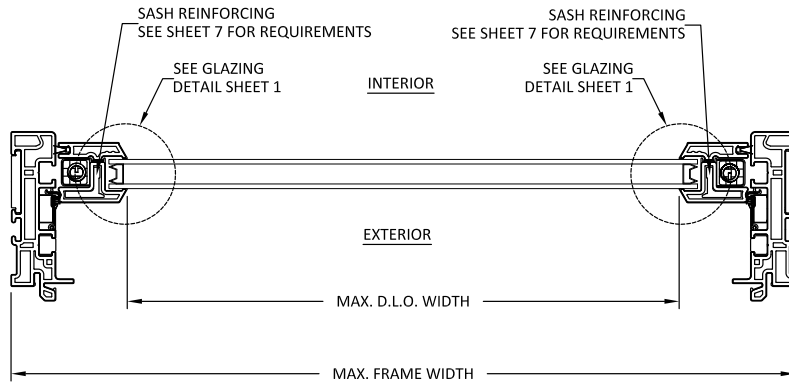 SASH REINFORCING
SEE SHEET 7 FOR REQUIREMENTS
SASH REINFORCING
SEE SHEET 7 FOR REQUIREMENTS
SEE GLAZING
DETAIL SHEET 1
INTERIOR
SEE GLAZING
DETAIL SHEET 1
EXTERIOR
MAX. D.L.O. WIDTH
MAX. FRAME WIDTH